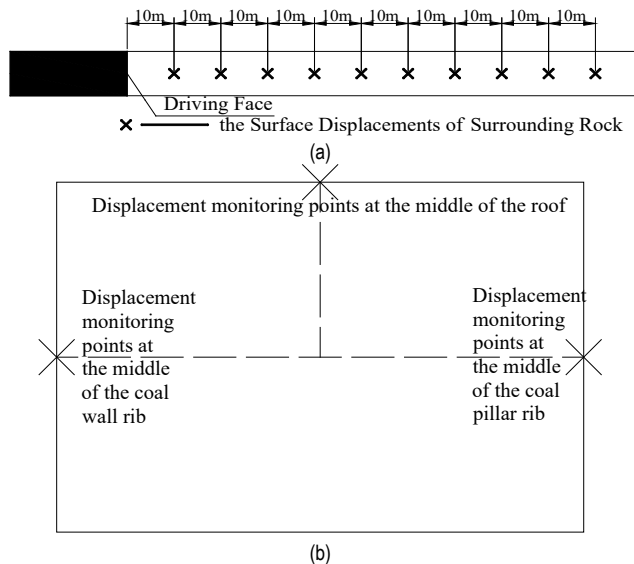 10m 10m 10m 10m 10m 10m 10m 10m 10m 10m
Driving Face
the Surface Displacements of Surrounding Rock
(a)
Displacement monitoring points at the middle of the roof
Displacement
monitoring
points at
the middle
of the coal
wall rib
Displacement
monitoring
points at
the middle
of the coal
pillar rib
(b)